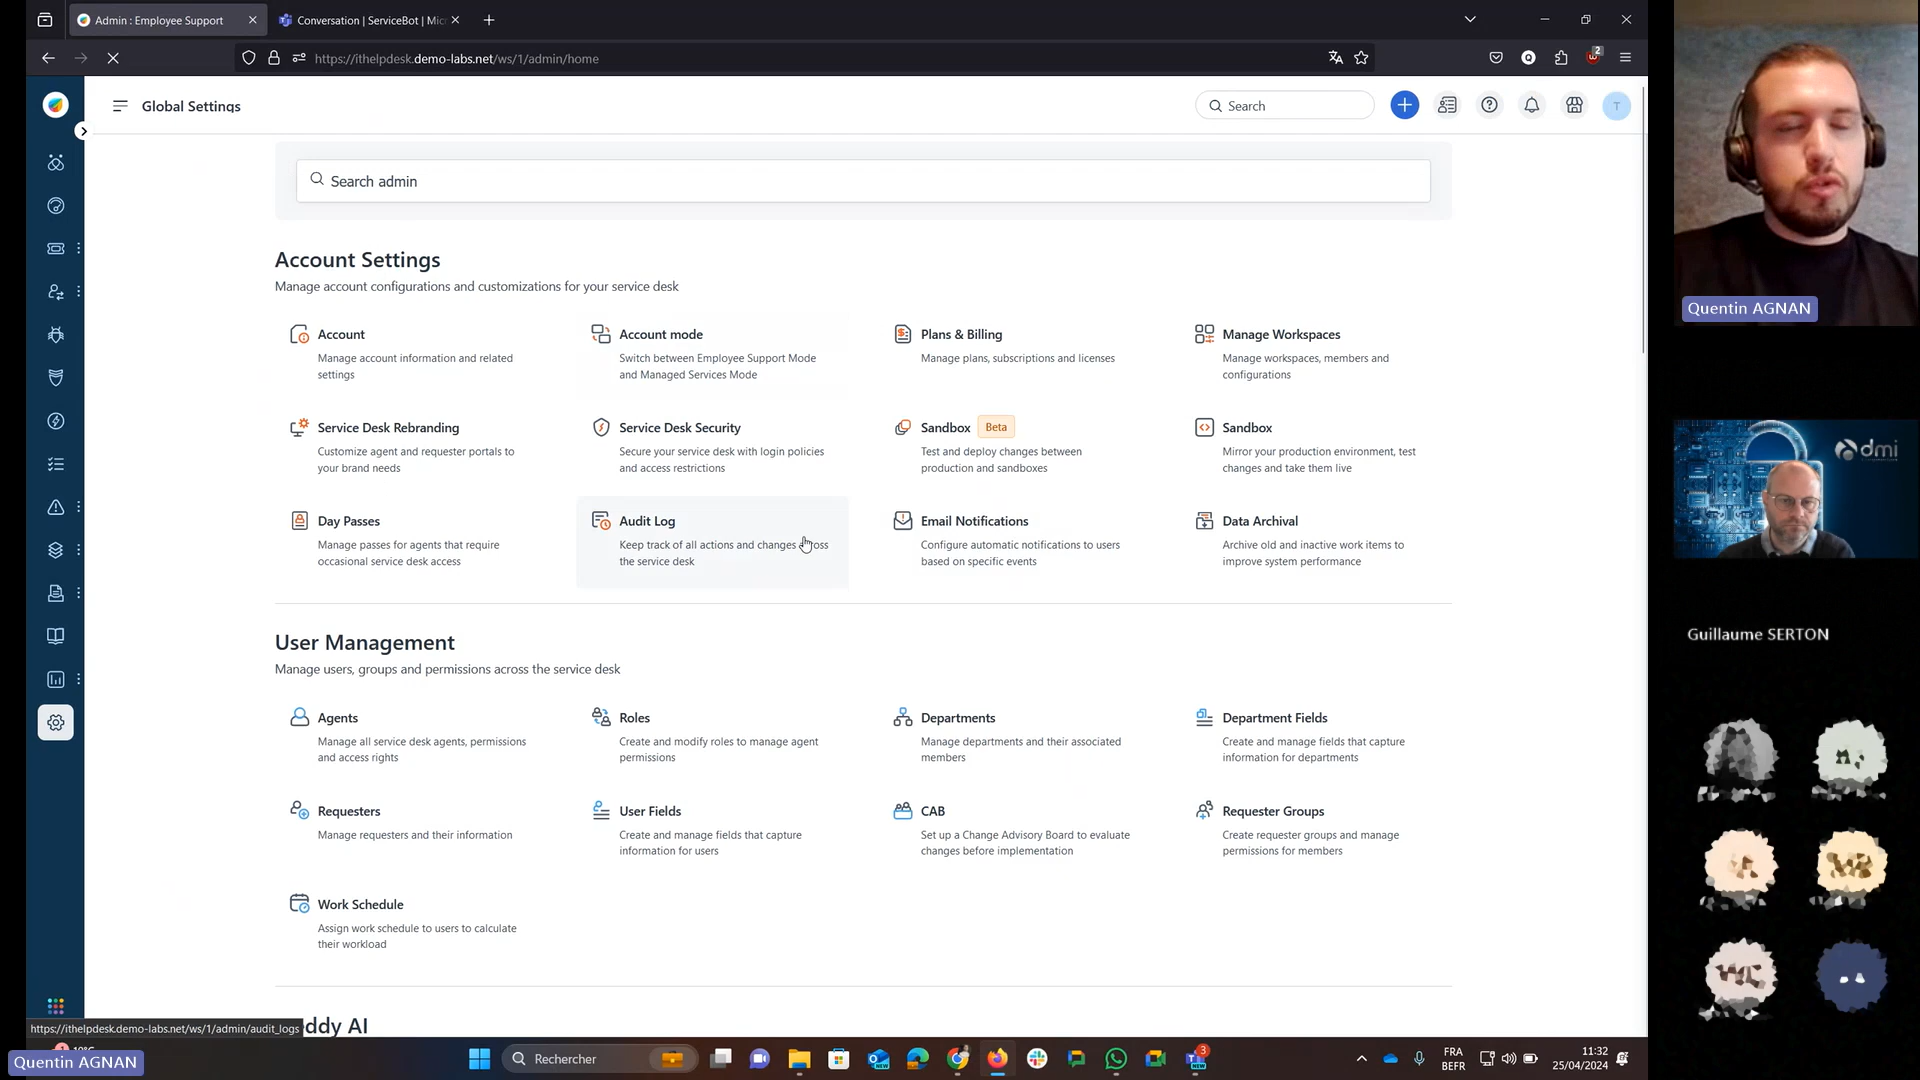 Admin : Employee Support
Conversation | ServiceBot | Mic
https://ithelpdesk.demo-labs.net/ws/1/admin/home
2
Global Settings
Search
T
Search admin
Account Settings
Manage account configurations and customizations for your service desk
Account
Manage account information and related
settings
Account mode
Switch between Employee Support Mode
and Managed Services Mode
Plans & Billing
Manage plans, subscriptions and licenses
Manage Workspaces
Manage workspaces, members and
configurations
Service Desk Rebranding
Customize agent and requester portals to
your brand needs
Service Desk Security
Secure your service desk with login policies
and access restrictions
Sandbox Beta
Test and deploy changes between
production and sandboxes
Sandbox
Mirror your production environment, test
changes and take them live
Day Passes
Manage passes for agents that require
occasional service desk access
Audit Log
Keep track of all actions and changes across
the service desk
Email Notifications
Configure automatic notifications to users
based on specific events
Data Archival
Archive old and inactive work items to
improve system performance
User Management
Manage users, groups and permissions across the service desk
Agents
Manage all service desk agents, permissions
and access rights
Roles
Create and modify roles to manage agent
permissions
Departments
Manage departments and their associated
members
Department Fields
Create and manage fields that capture
information for departments
Requesters
Manage requesters and their information
User Fields
Create and manage fields that capture
information for users
CAB
Set up a Change Advisory Board to evaluate
changes before implementation
Requester Groups
Create requester groups and manage
permissions for members
Work Schedule
Assign work schedule to users to calculate
their workload
eddy AI
https://ithelpdesk.demo-labs.net/ws/1/admin/audit_logs
Quentin AGNAN
Rechercher
NEW
3
NEW
FRA
BEFR
11:32
25/04/2024
Quentin AGNAN
dmi
Guillaume SERTON